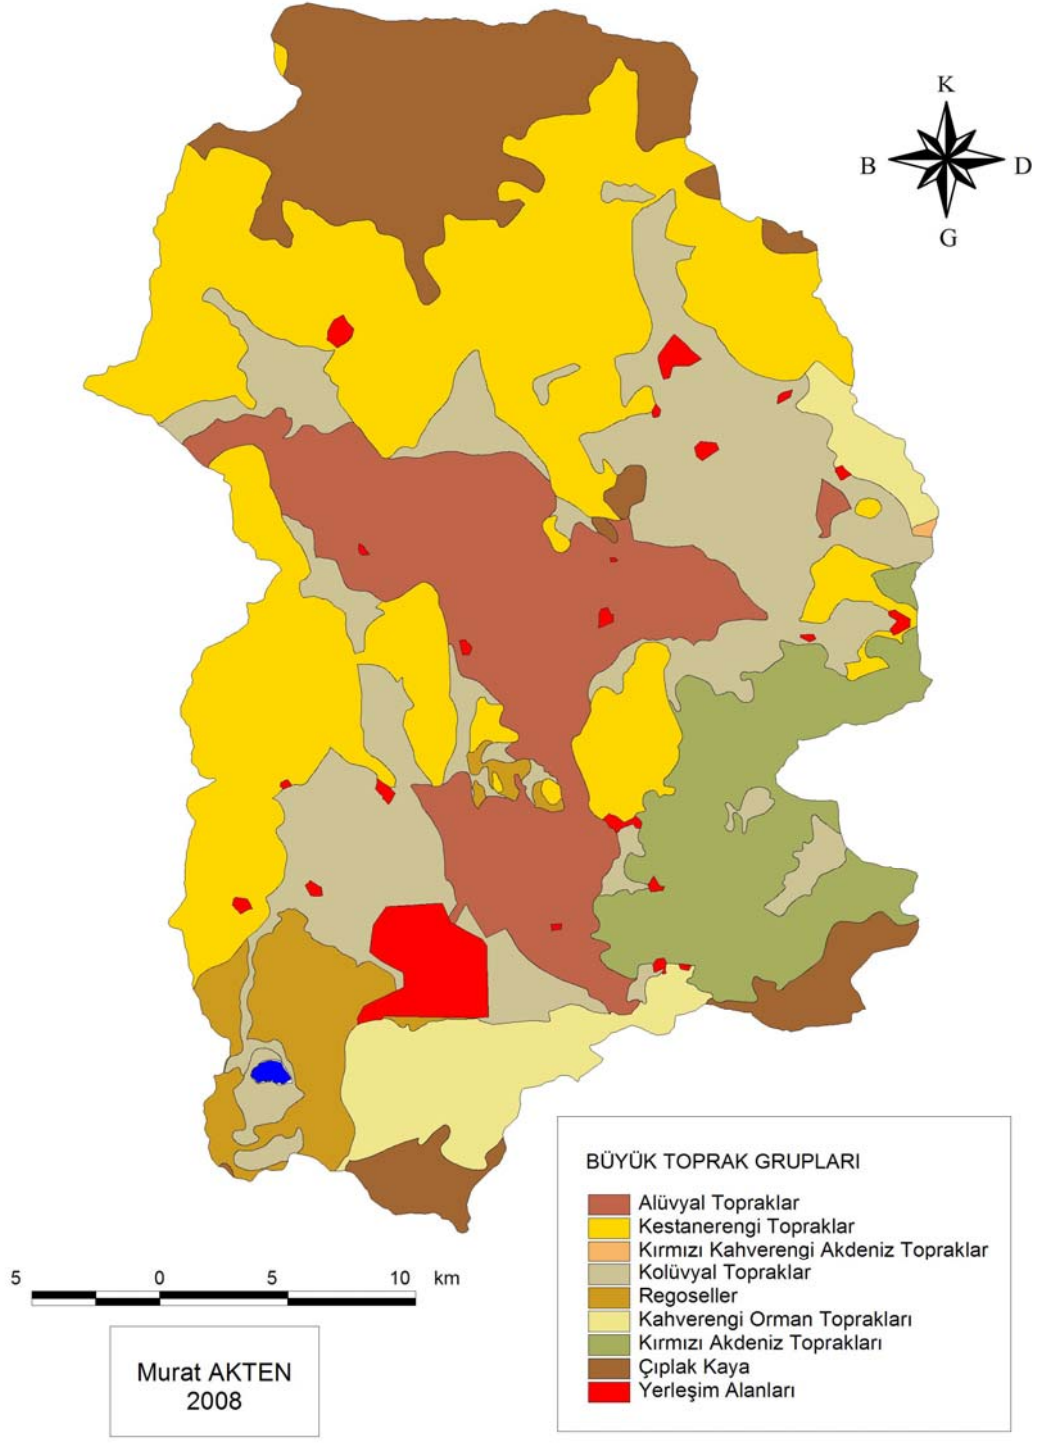 K
B D
G
BÜYÜK TOPRAK GRUPLARI
Alüvyal Topraklar
Kestanerengi Topraklar
Kırmızı Kahverengi Akdeniz Topraklar
Kolüvyal Topraklar
Regoseller
Kahverengi Orman Toprakları
Kırmızı Akdeniz Toprakları
Çıplak Kaya
Yerleşim Alanları
5 0 5 10 km
Murat AKTEN
2008